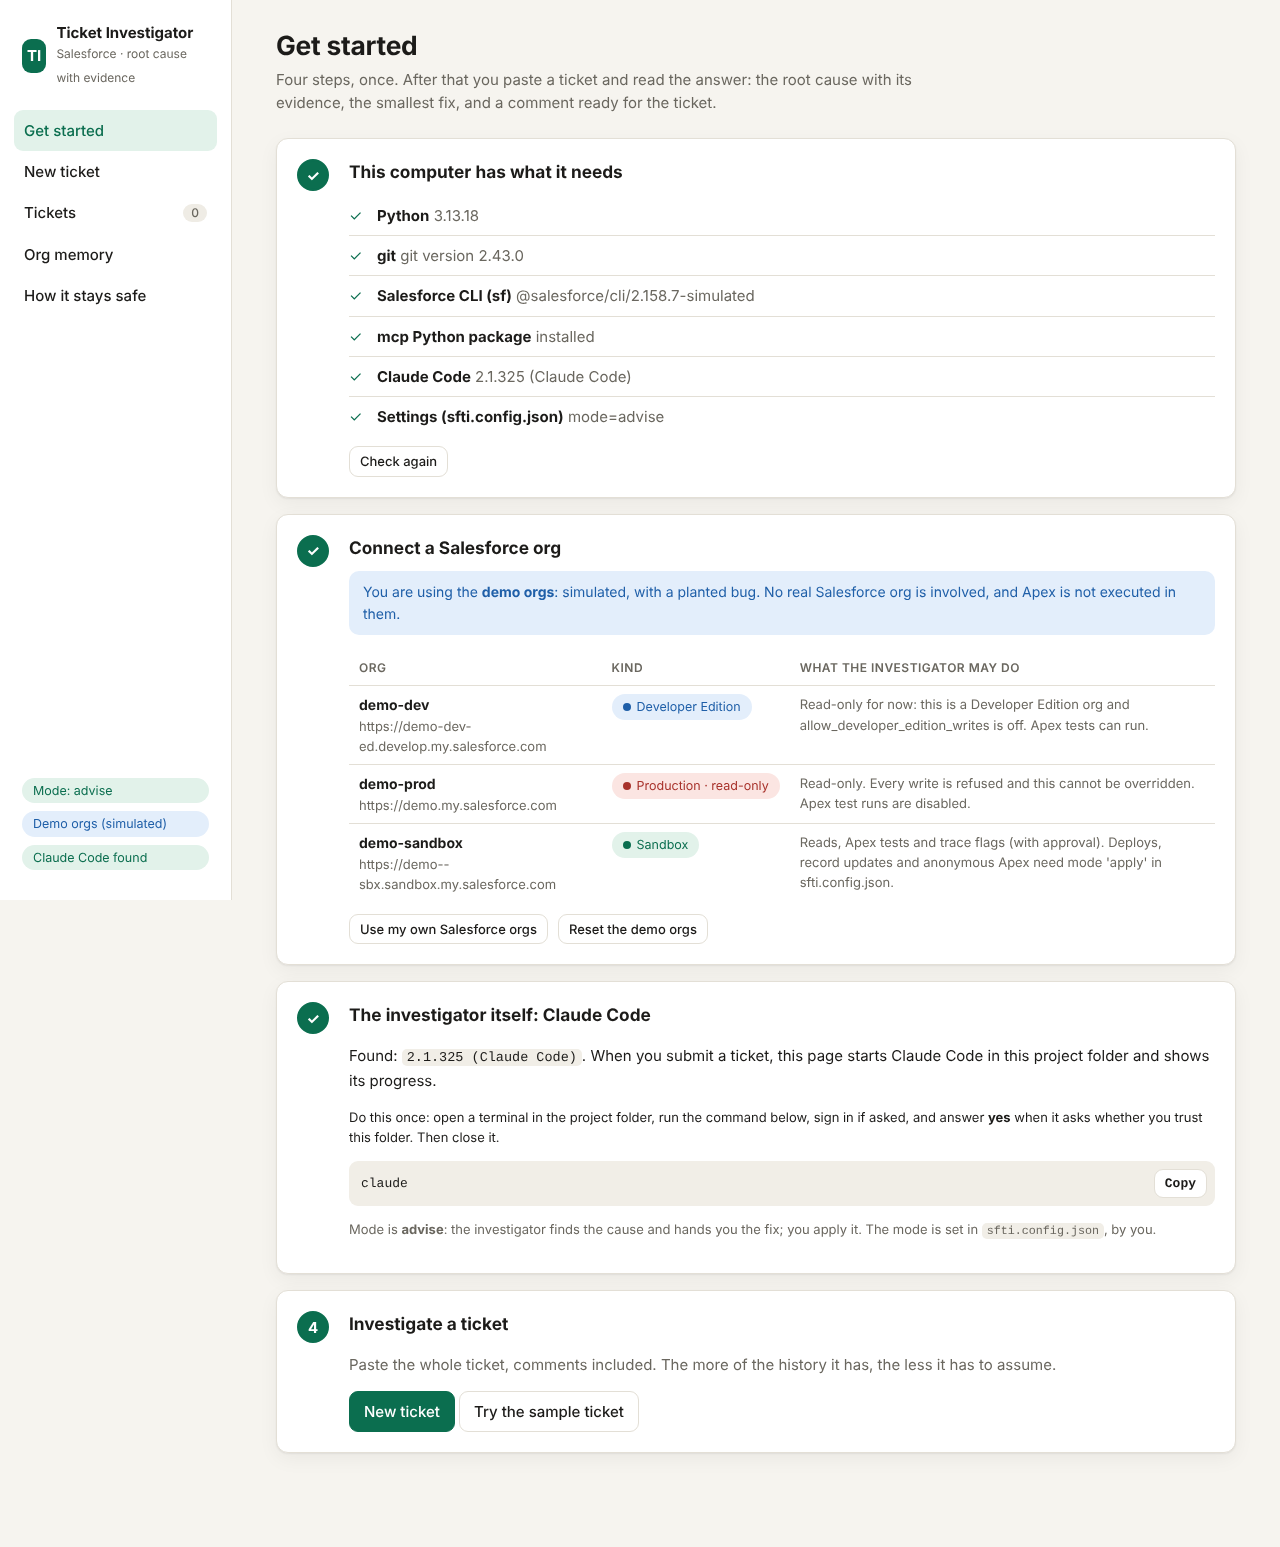 TI
Ticket Investigator
Salesforce · root cause
with evidence
Get started
New ticket
Tickets 0
Org memory
How it stays safe
Mode: advise
Demo orgs (simulated)
Claude Code found
Get started
Four steps, once. After that you paste a ticket and read the answer: the root cause with its
evidence, the smallest fix, and a comment ready for the ticket.
This computer has what it needs
Python 3.13.18
git git version 2.43.0
Salesforce CLI (sf) @salesforce/cli/2.158.7-simulated
mcp Python package installed
Claude Code 2.1.325 (Claude Code)
Settings (sfti.config.json) mode=advise
Check again
Connect a Salesforce org
You are using the demo orgs: simulated, with a planted bug. No real Salesforce org is involved, and Apex is not executed in
them.
ORG KIND WHAT THE INVESTIGATOR MAY DO
demo-dev
https://demo-dev-
ed.develop.my.salesforce.com
Developer Edition
Read-only for now: this is a Developer Edition org and
allow_developer_edition_writes is off. Apex tests can run.
demo-prod
https://demo.my.salesforce.com
Production · read-only
Read-only. Every write is refused and this cannot be overridden.
Apex test runs are disabled.
demo-sandbox
https://demo--
sbx.sandbox.my.salesforce.com
Sandbox
Reads, Apex tests and trace flags (with approval). Deploys,
record updates and anonymous Apex need mode 'apply' in
sfti.config.json.
Use my own Salesforce orgs
Reset the demo orgs
The investigator itself: Claude Code
Found: 2.1.325 (Claude Code). When you submit a ticket, this page starts Claude Code in this project folder and shows
its progress.
Do this once: open a terminal in the project folder, run the command below, sign in if asked, and answer yes when it asks whether you trust
this folder. Then close it.
claude
Copy
Mode is advise: the investigator finds the cause and hands you the fix; you apply it. The mode is set in sfti.config.json, by you.
4
Investigate a ticket
Paste the whole ticket, comments included. The more of the history it has, the less it has to assume.
New ticket
Try the sample ticket